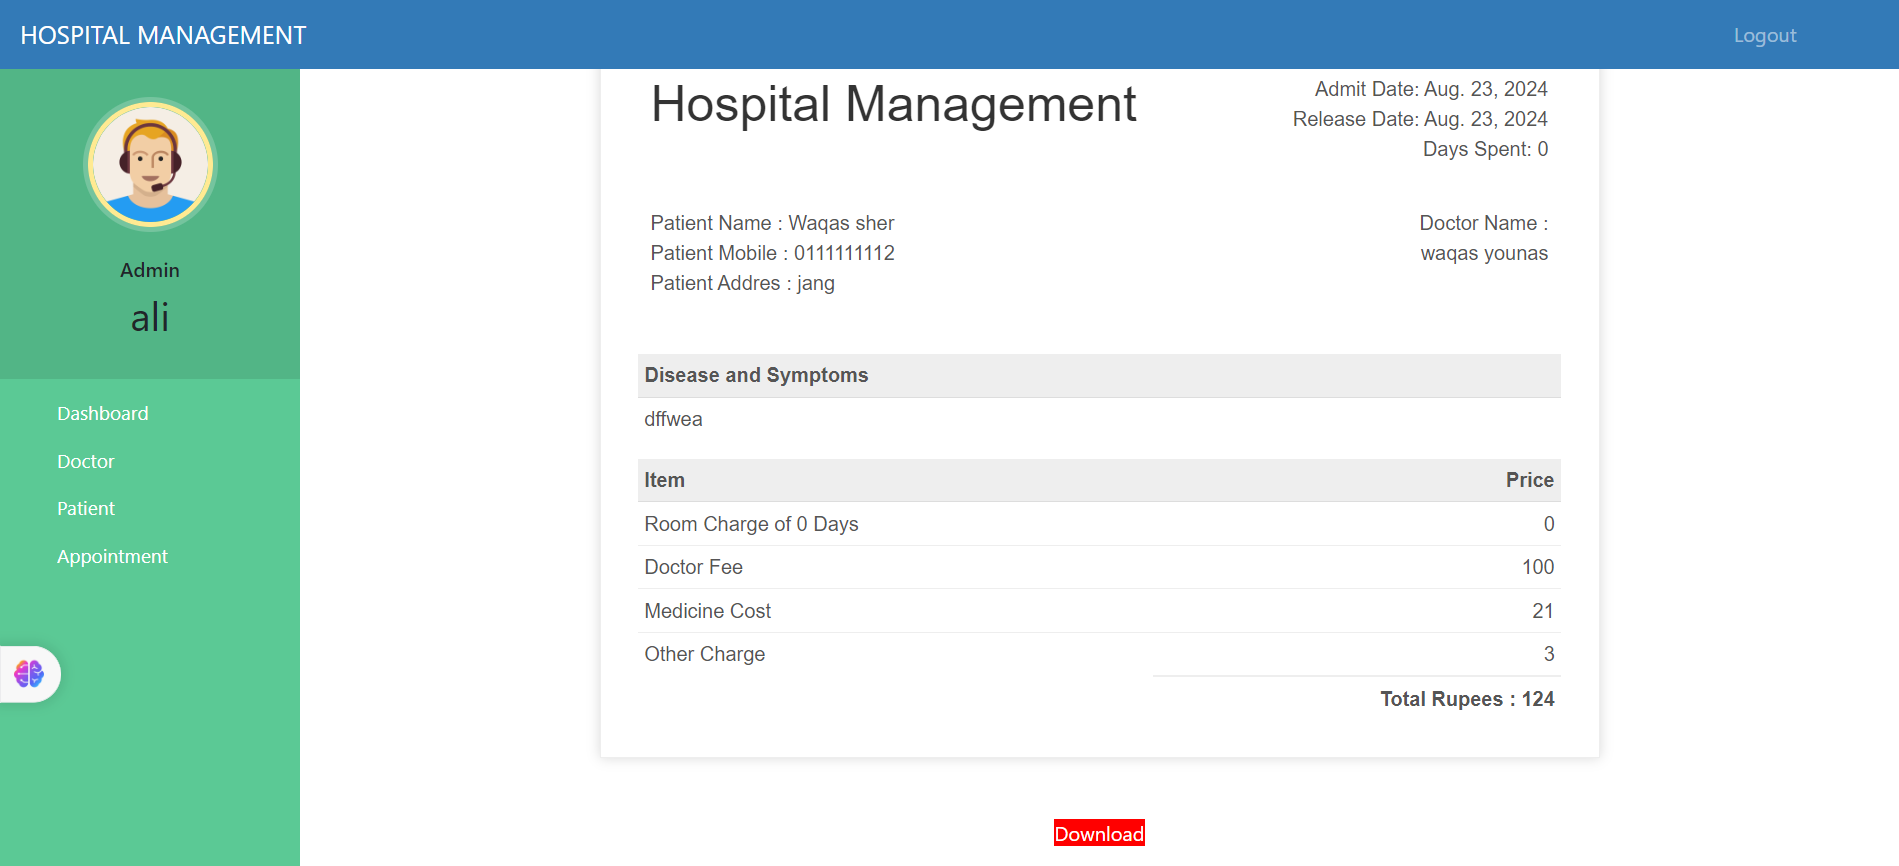 HOSPITAL MANAGEMENT
Logout
Admin
ali
Dashboard
Doctor
Patient
Appointment
Hospital Management
Admit Date: Aug. 23, 2024
Release Date: Aug. 23, 2024
Days Spent: 0
Patient Name : Waqas sher
Patient Mobile : 0111111112
Patient Addres : jang
Doctor Name :
waqas younas
Disease and Symptoms
dffwea
Item Price
Room Charge of 0 Days 0
Doctor Fee 100
Medicine Cost 21
Other Charge 3
Total Rupees : 124
Download